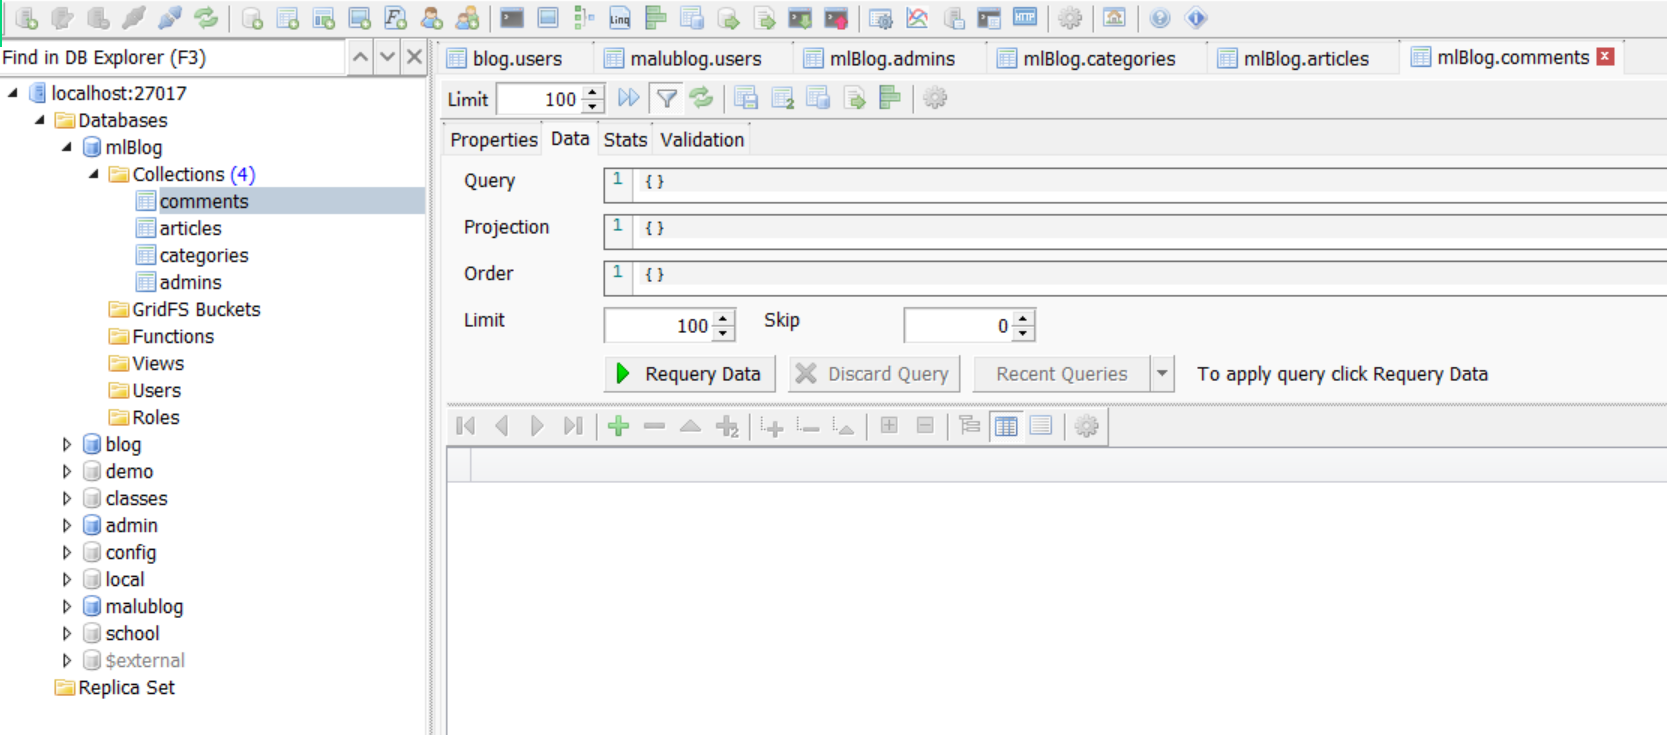 Find in DB Explorer (F3)
localhost:27017
Databases
mlBlog
Collections (4)
comments
articles
categories
admins
GridFS Buckets
Functions
Views
Users
Roles
blog
demo
classes
admin
config
local
malublog
school
$external
Replica Set
Linq
HTTP
blog.users malublog.users mlBlog.admins mlBlog.categories mlBlog.articles mlBlog.comments
Limit 100
Properties Data Stats Validation
Query 1 {}
Projection 1 {}
Order 1 {}
Limit 100 Skip 0
Requery Data Discard Query Recent Queries To apply query click Requery Data